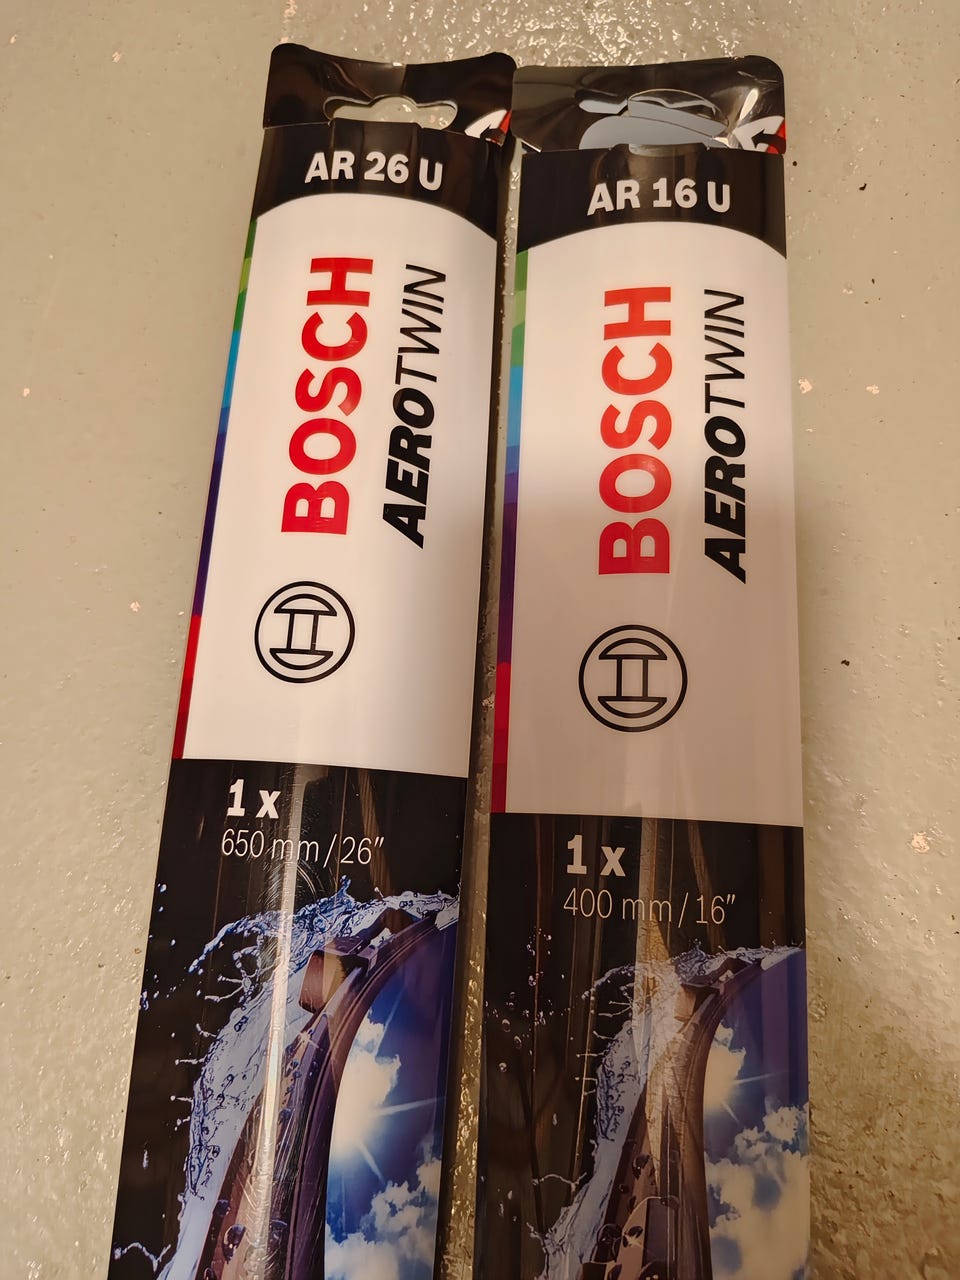 AR 26 U
BOSCH
AEROTWIN
1 x
650 mm / 26"
AR 16 U
BOSCH
AEROTWIN
1 x
400 mm / 16"